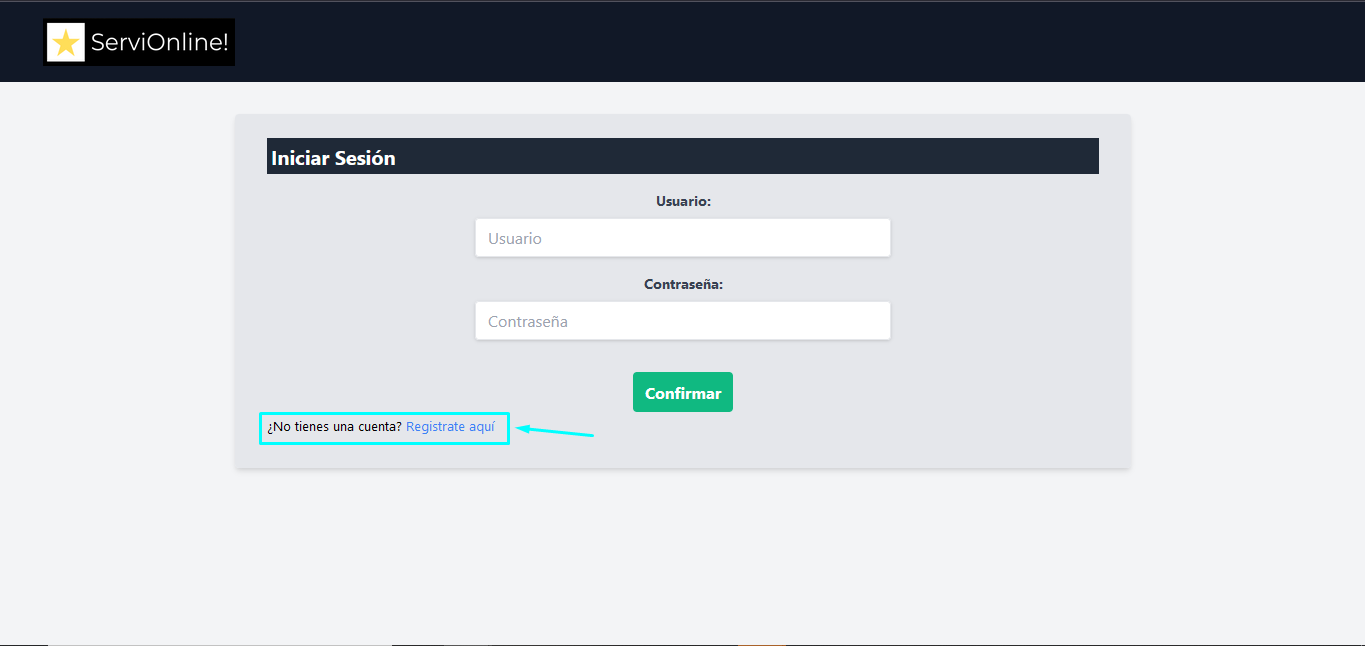 ServiOnline!
Iniciar Sesión
Usuario:
Usuario
Contraseña:
Contraseña
Confirmar
¿No tienes una cuenta? Registrate aquí